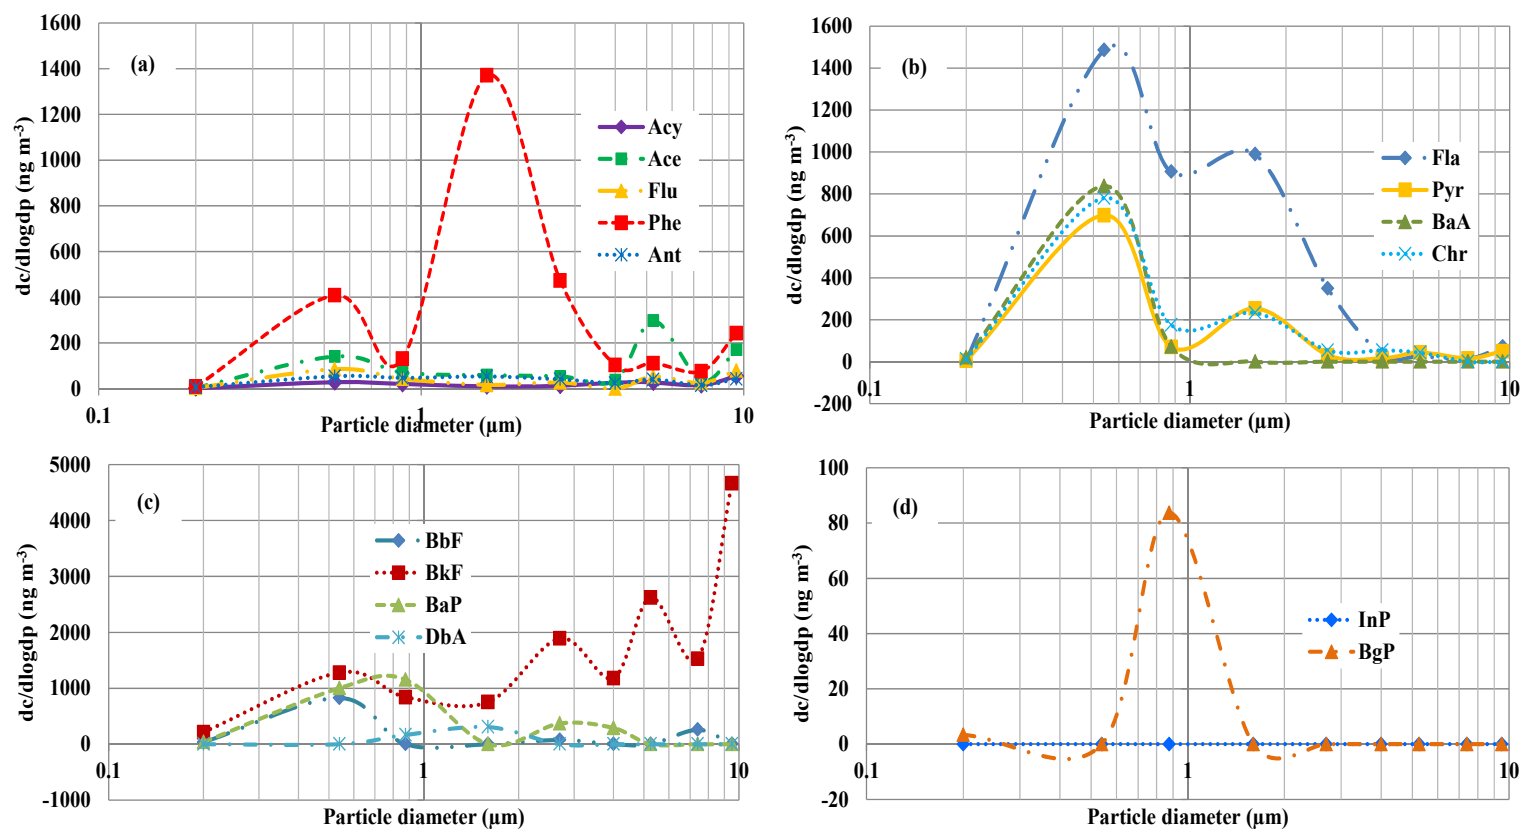 1600
1400
1200
1000
800
600
400
200
0
0.1
1
10
dc/dlogdp (ng m-3)
Particle diameter (µm)
(a)
Acy
Ace
Flu
Phe
Ant
1600
1400
1200
1000
800
600
400
200
0
-200
0.1
1
10
dc/dlogdp (ng m-3)
Particle diameter (µm)
(b)
Fla
Pyr
BaA
Chr
5000
4000
3000
2000
1000
0
-1000
0.1
1
10
dc/dlogdp (ng m-3)
Particle diameter (µm)
(c)
BbF
BkF
BaP
DbA
100
80
60
40
20
0
-20
0.1
1
10
dc/dlogdp (ng m-3)
Particle diameter (µm)
(d)
InP
BgP